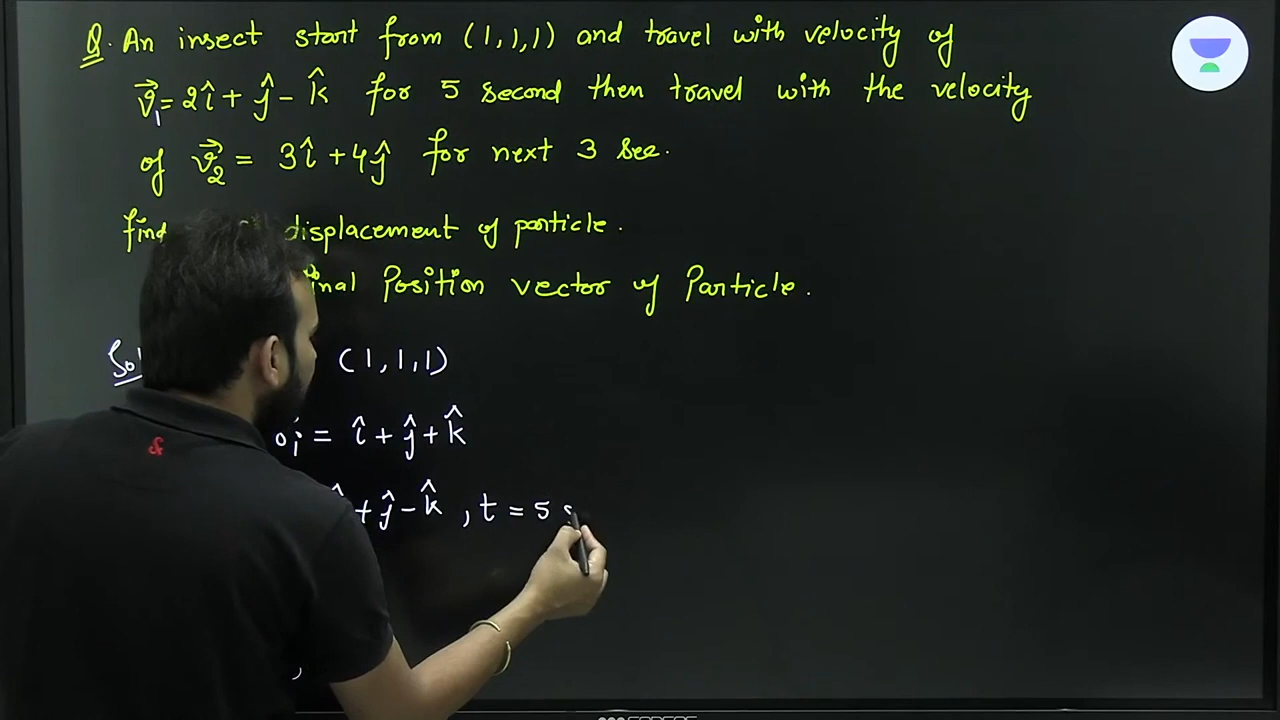 Q. An insect start from (1,1,1) and travel with velocity of
v⃗₁ = 2î + ĵ - k̂ for 5 second then travel with the velocity
of v⃗₂ = 3î + 4ĵ for next 3 sec.
find displacement of particle.
final Position vector of Particle.
Sol (1,1,1)
= î + ĵ + k̂
+ ĵ - k̂ , t = 5 s